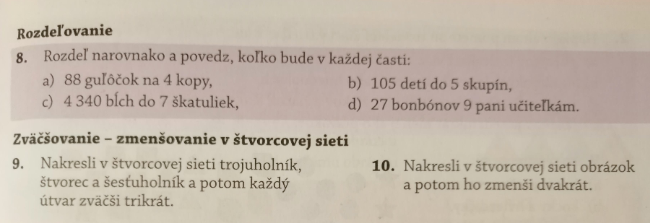 Rozdeľovanie
8. Rozdeľ narovnako a povedz, koľko bude v každej časti:
a) 88 guľôčok na 4 kopy,
b) 105 detí do 5 skupín,
c) 4 340 bĺch do 7 škatuliek,
d) 27 bonbónov 9 pani učiteľkám.
Zväčšovanie – zmenšovanie v štvorcovej sieti
9. Nakresli v štvorcovej sieti trojuholník,
štvorec a šesťuholník a potom každý
útvar zväčši trikrát.
10. Nakresli v štvorcovej sieti obrázok
a potom ho zmenši dvakrát.